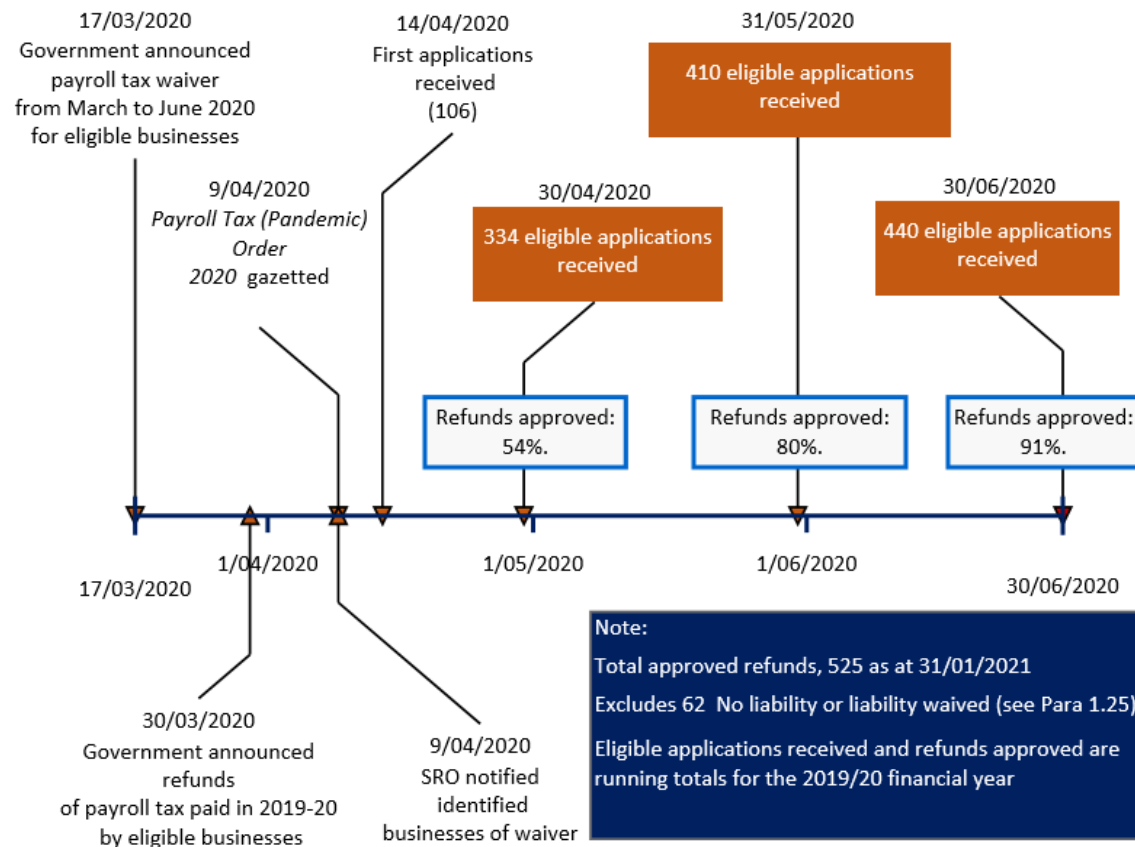 17/03/2020
Government announced
payroll tax waiver
from March to June 2020
for eligible businesses
9/04/2020
Payroll Tax (Pandemic)
Order
2020 gazetted
14/04/2020
First applications
received
(106)
30/04/2020
334 eligible applications
received
31/05/2020
410 eligible applications
received
30/06/2020
440 eligible applications
received
Refunds approved:
54%.
Refunds approved:
80%.
Refunds approved:
91%.
17/03/2020
1/04/2020
1/05/2020
1/06/2020
30/06/2020
30/03/2020
Government announced
refunds
of payroll tax paid in 2019-20
by eligible businesses
9/04/2020
SRO notified
identified
businesses of waiver
Note:
Total approved refunds, 525 as at 31/01/2021
Excludes 62 No liability or liability waived (see Para 1.25)
Eligible applications received and refunds approved are
running totals for the 2019/20 financial year